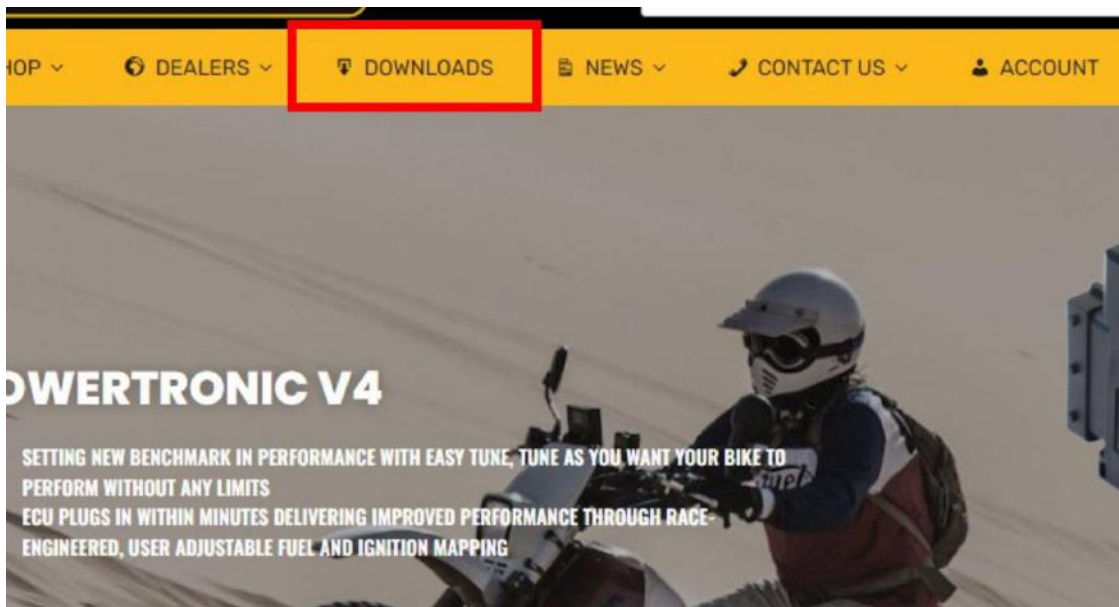 HOP
DEALERS
DOWNLOADS
NEWS
CONTACT US
ACCOUNT
OWERTRONIC V4
SETTING NEW BENCHMARK IN PERFORMANCE WITH EASY TUNE, TUNE AS YOU WANT YOUR BIKE TO
PERFORM WITHOUT ANY LIMITS
ECU PLUGS IN WITHIN MINUTES DELIVERING IMPROVED PERFORMANCE THROUGH RACE-
ENGINEERED, USER ADJUSTABLE FUEL AND IGNITION MAPPING
fuel